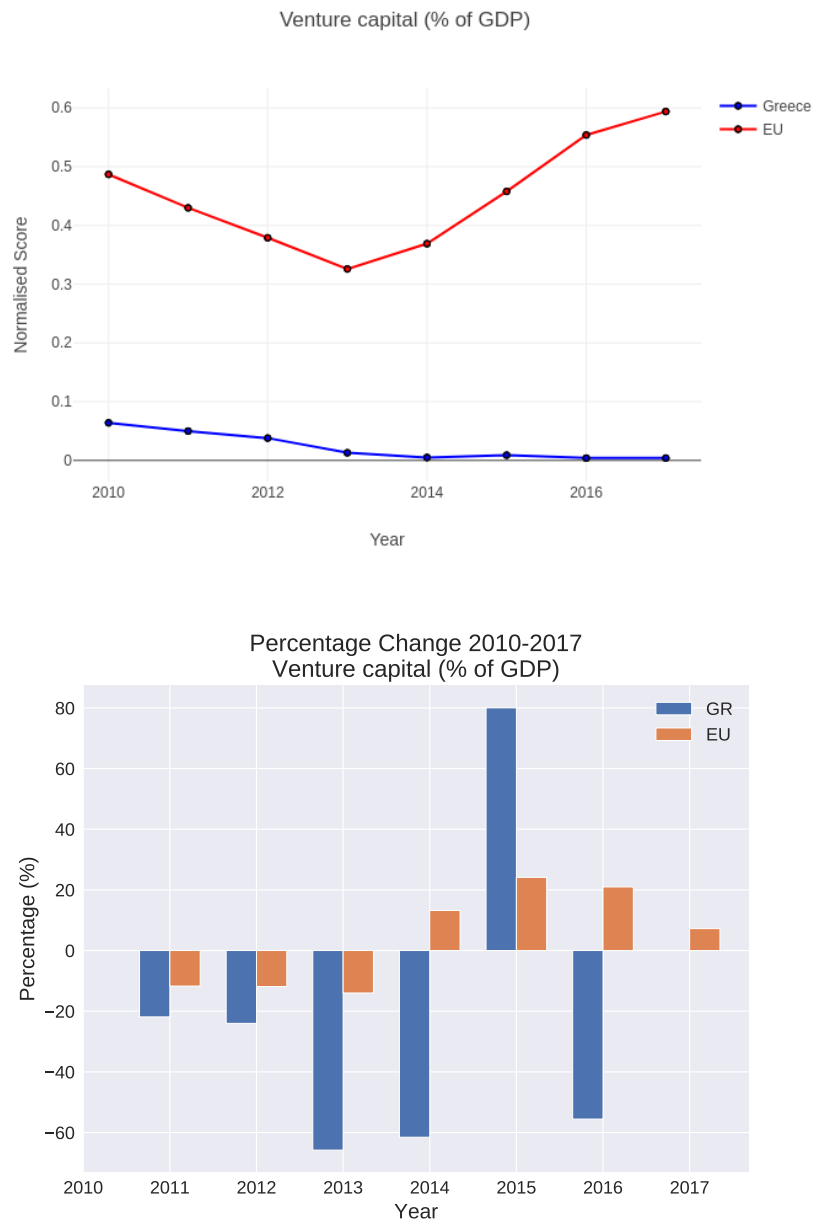 Venture capital (% of GDP)
0.6
0.5
0.4
0.3
0.2
0.1
0
Normalised Score
2010
2012
2014
2016
Year
Greece
EU
Percentage Change 2010-2017
Venture capital (% of GDP)
80
60
40
20
0
−20
−40
−60
Percentage (%)
GR
EU
2010
2011
2012
2013
2014
2015
2016
2017
Year